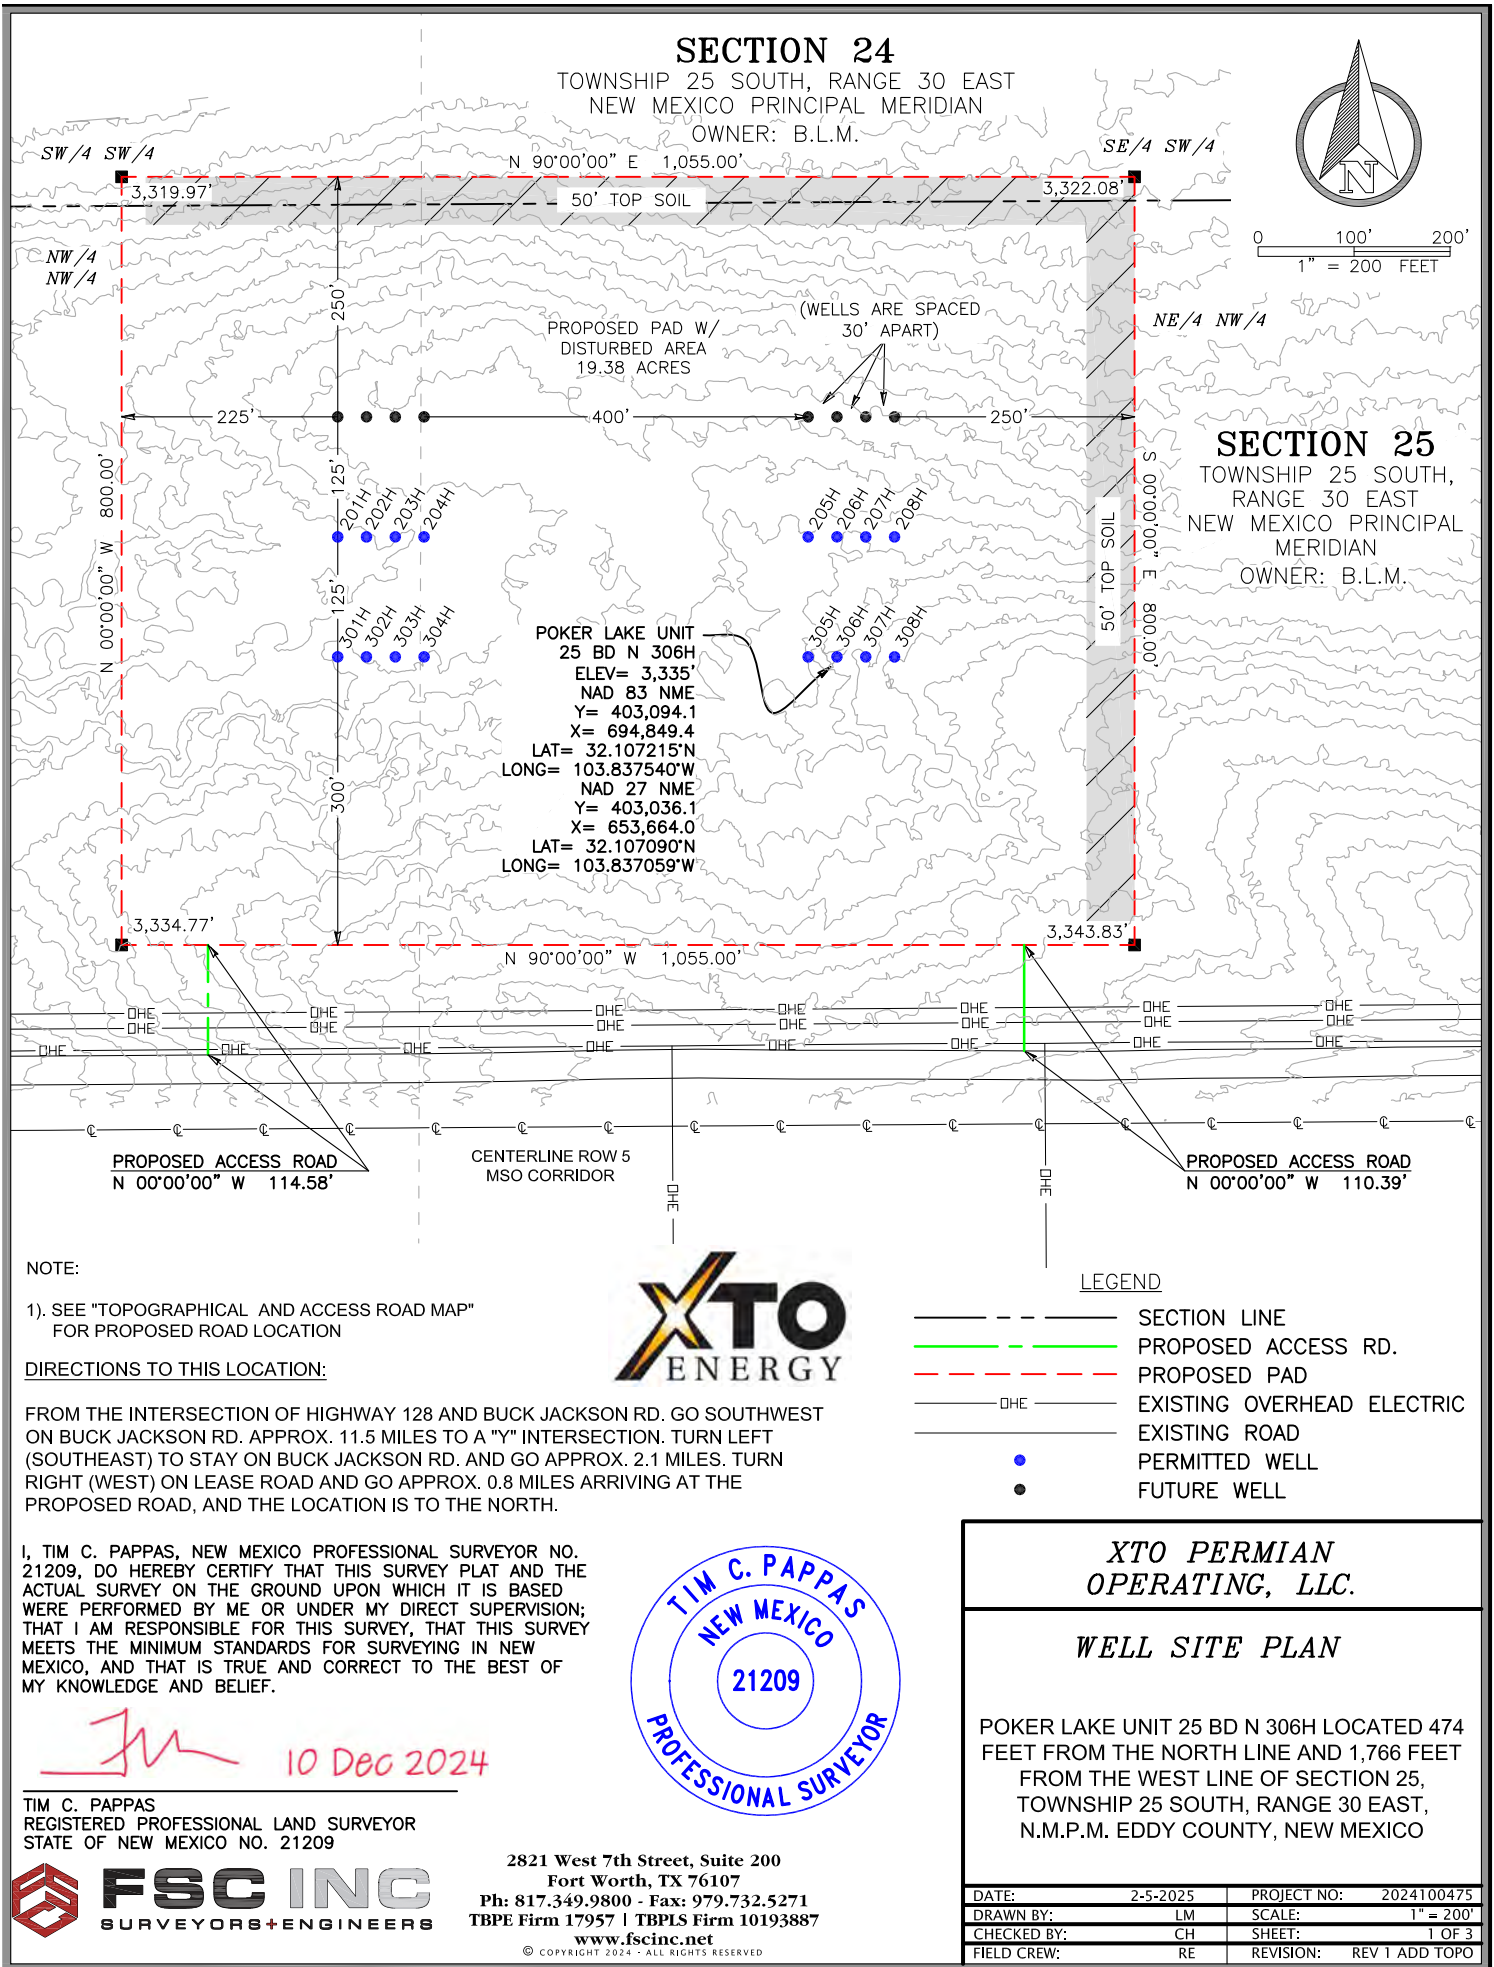 SECTION 24
TOWNSHIP 25 SOUTH, RANGE 30 EAST
NEW MEXICO PRINCIPAL MERIDIAN
OWNER: B.L.M.
SW/4 SW/4
SE/4 SW/4
N 90°00'00" E 1,055.00'
3,319.97'
50' TOP SOIL
3,322.08'
N
0 100' 200'
1" = 200 FEET
NW/4
NW/4
NE/4 NW/4
250'
PROPOSED PAD W/
DISTURBED AREA
19.38 ACRES
(WELLS ARE SPACED
30' APART)
225'
400'
250'
SECTION 25
TOWNSHIP 25 SOUTH,
RANGE 30 EAST
NEW MEXICO PRINCIPAL
MERIDIAN
OWNER: B.L.M.
N 00°00'00" W 800.00'
S 00°00'00" E 800.00'
50' TOP SOIL
125'
201H
202H
203H
204H
205H
206H
207H
208H
125'
301H
302H
303H
304H
305H
306H
307H
308H
POKER LAKE UNIT
25 BD N 306H
ELEV= 3,335'
NAD 83 NME
Y= 403,094.1
X= 694,849.4
LAT= 32.107215°N
LONG= 103.837540°W
NAD 27 NME
Y= 403,036.1
X= 653,664.0
LAT= 32.107090°N
LONG= 103.837059°W
300'
3,334.77'
3,343.83'
N 90°00'00" W 1,055.00'
OHE OHE OHE OHE OHE OHE OHE
OHE OHE OHE OHE OHE OHE OHE
OHE OHE OHE OHE OHE OHE OHE OHE
℄ ℄ ℄ ℄ ℄ ℄ ℄ ℄ ℄ ℄ ℄ ℄ ℄ ℄ ℄ ℄ ℄
PROPOSED ACCESS ROAD
N 00°00'00" W 114.58'
CENTERLINE ROW 5
MSO CORRIDOR
OHE
OHE
PROPOSED ACCESS ROAD
N 00°00'00" W 110.39'
NOTE:
1). SEE "TOPOGRAPHICAL AND ACCESS ROAD MAP"
FOR PROPOSED ROAD LOCATION
XTO
ENERGY
LEGEND
SECTION LINE
PROPOSED ACCESS RD.
PROPOSED PAD
OHE EXISTING OVERHEAD ELECTRIC
EXISTING ROAD
PERMITTED WELL
FUTURE WELL
DIRECTIONS TO THIS LOCATION:
FROM THE INTERSECTION OF HIGHWAY 128 AND BUCK JACKSON RD. GO SOUTHWEST
ON BUCK JACKSON RD. APPROX. 11.5 MILES TO A "Y" INTERSECTION. TURN LEFT
(SOUTHEAST) TO STAY ON BUCK JACKSON RD. AND GO APPROX. 2.1 MILES. TURN
RIGHT (WEST) ON LEASE ROAD AND GO APPROX. 0.8 MILES ARRIVING AT THE
PROPOSED ROAD, AND THE LOCATION IS TO THE NORTH.
I, TIM C. PAPPAS, NEW MEXICO PROFESSIONAL SURVEYOR NO.
21209, DO HEREBY CERTIFY THAT THIS SURVEY PLAT AND THE
ACTUAL SURVEY ON THE GROUND UPON WHICH IT IS BASED
WERE PERFORMED BY ME OR UNDER MY DIRECT SUPERVISION;
THAT I AM RESPONSIBLE FOR THIS SURVEY, THAT THIS SURVEY
MEETS THE MINIMUM STANDARDS FOR SURVEYING IN NEW
MEXICO, AND THAT IS TRUE AND CORRECT TO THE BEST OF
MY KNOWLEDGE AND BELIEF.
10 Dec 2024
TIM C. PAPPAS
REGISTERED PROFESSIONAL LAND SURVEYOR
STATE OF NEW MEXICO NO. 21209
TIM C. PAPPAS
NEW MEXICO
21209
PROFESSIONAL SURVEYOR
FSC INC
SURVEYORS+ENGINEERS
2821 West 7th Street, Suite 200
Fort Worth, TX 76107
Ph: 817.349.9800 - Fax: 979.732.5271
TBPE Firm 17957 | TBPLS Firm 10193887
www.fscinc.net
© COPYRIGHT 2024 - ALL RIGHTS RESERVED
XTO PERMIAN
OPERATING, LLC.
WELL SITE PLAN
POKER LAKE UNIT 25 BD N 306H LOCATED 474
FEET FROM THE NORTH LINE AND 1,766 FEET
FROM THE WEST LINE OF SECTION 25,
TOWNSHIP 25 SOUTH, RANGE 30 EAST,
N.M.P.M. EDDY COUNTY, NEW MEXICO
DATE: 2-5-2025 PROJECT NO: 2024100475
DRAWN BY: LM SCALE: 1" = 200'
CHECKED BY: CH SHEET: 1 OF 3
FIELD CREW: RE REVISION: REV 1 ADD TOPO